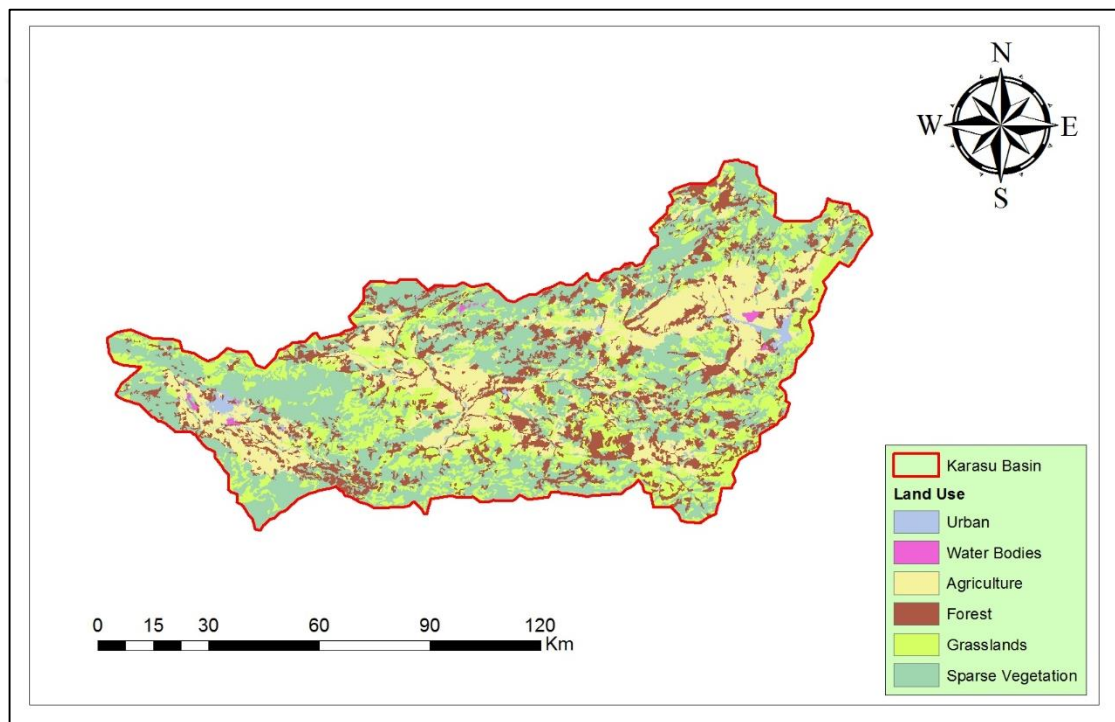 N
W E
S
Karasu Basin
Land Use
Urban
Water Bodies
Agriculture
Forest
Grasslands
Sparse Vegetation
0 15 30 60 90 120
Km